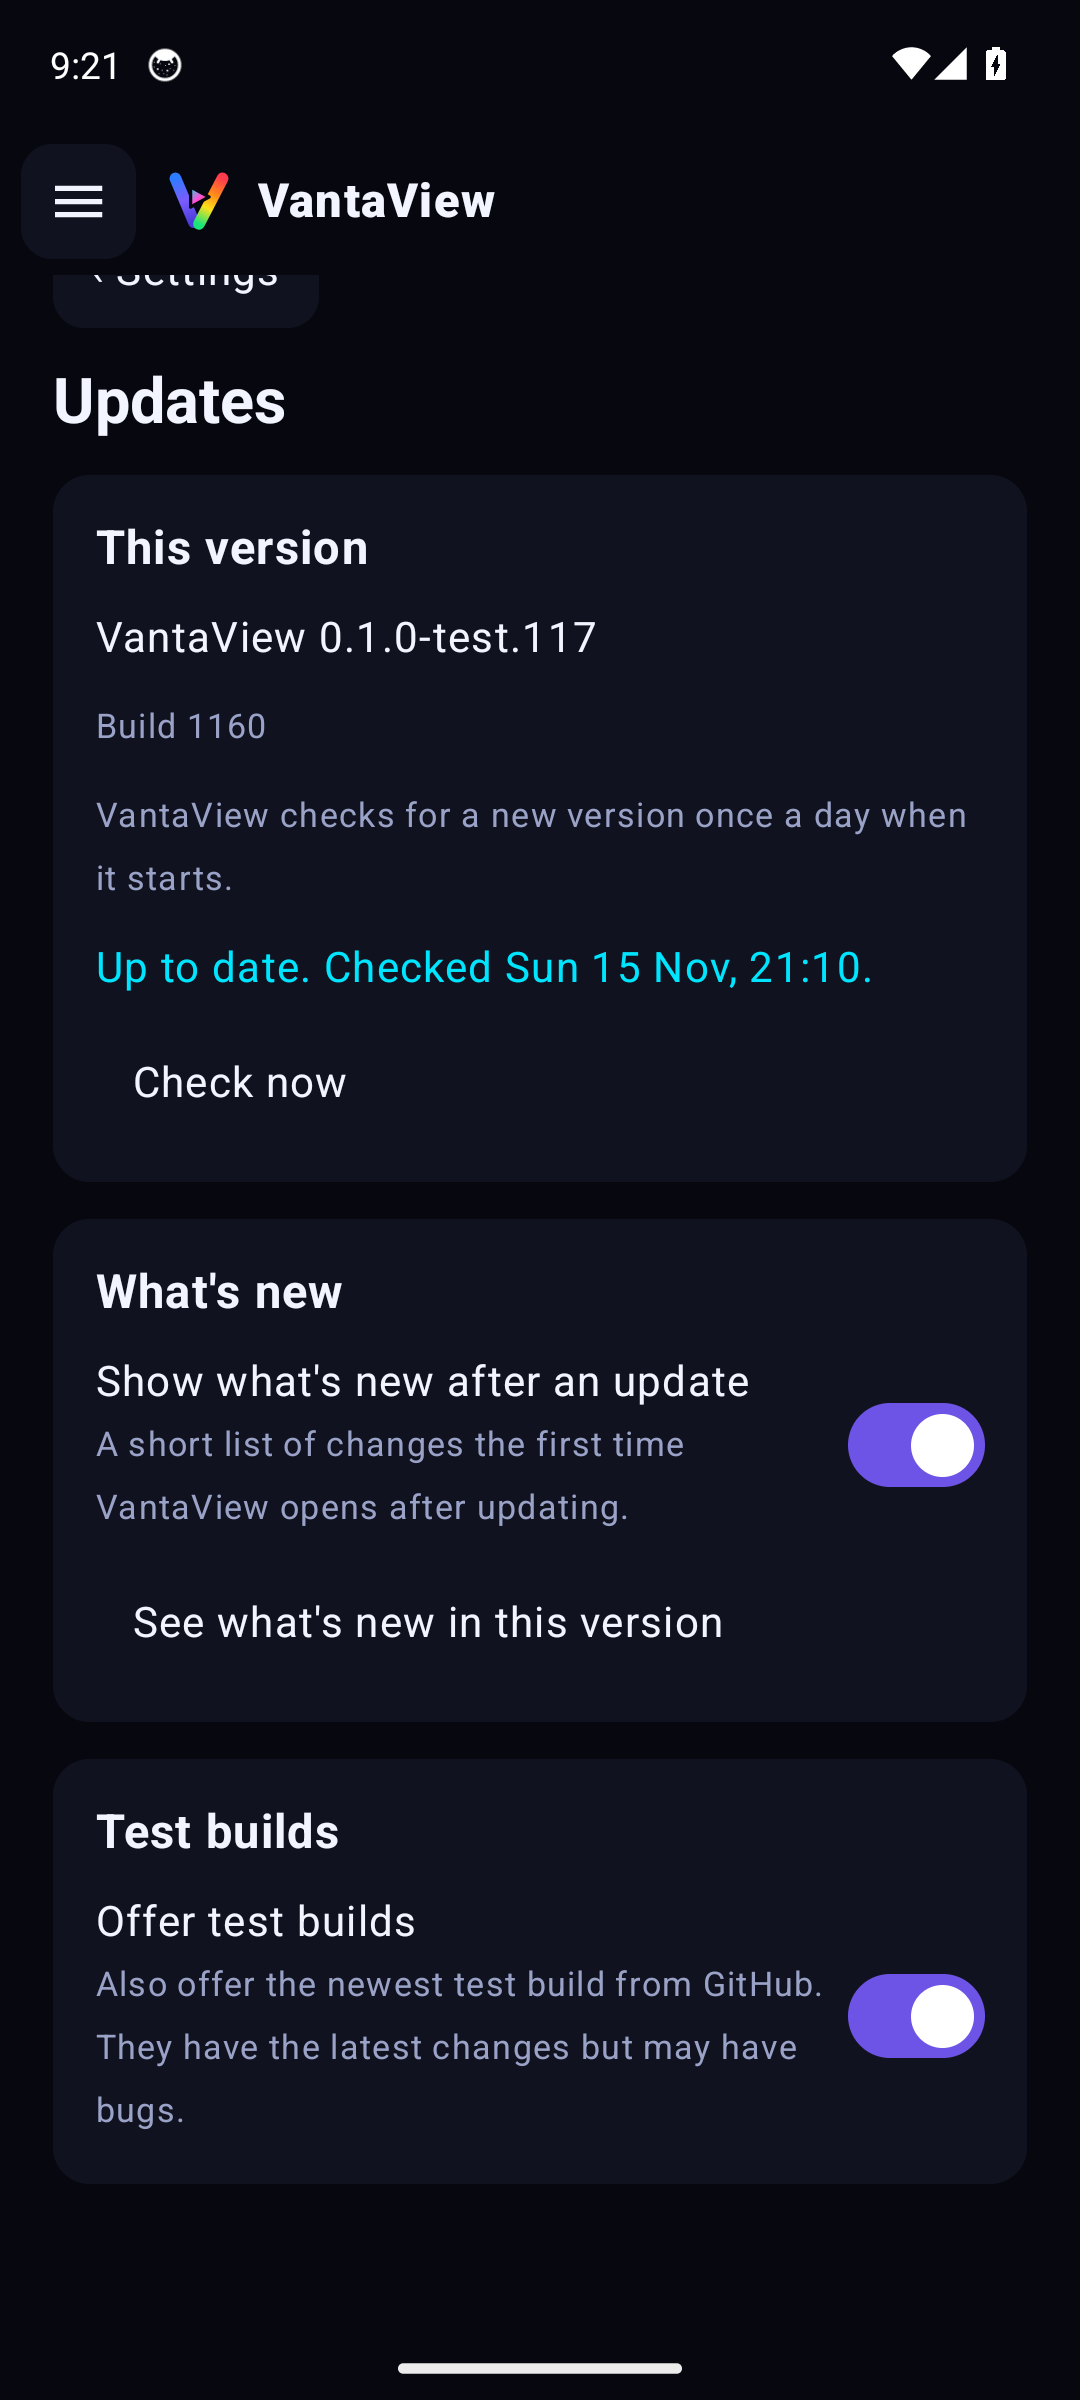 9:21
VantaView
Settings
Updates
This version
VantaView 0.1.0-test.117
Build 1160
VantaView checks for a new version once a day when
it starts.
Up to date. Checked Sun 15 Nov, 21:10.
Check now
What's new
Show what's new after an update
A short list of changes the first time
VantaView opens after updating.
See what's new in this version
Test builds
Offer test builds
Also offer the newest test build from GitHub.
They have the latest changes but may have
bugs.